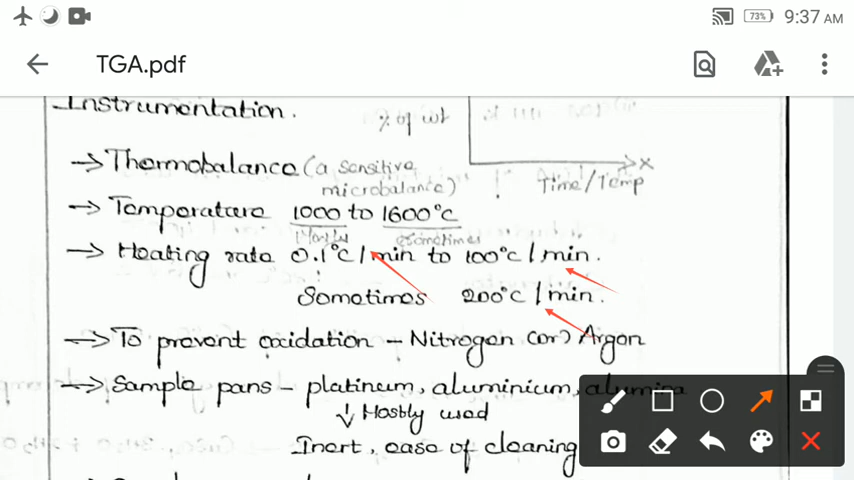 73%
9:37 AM
TGA.pdf
Instrumentation.
% of wt
→ Thermobalance (a sensitive
microbalance)
Time/Temp
x
→ Temperature 1000 to 1600°C
Mostly sometimes
→ Heating rate 0.1°C/min to 100°C/min.
Sometimes 200°C/min.
→ To prevent oxidation - Nitrogen (or) Argon
→ Sample pans - platinum, aluminium, alumina
↓ Mostly used
Inert, ease of cleaning